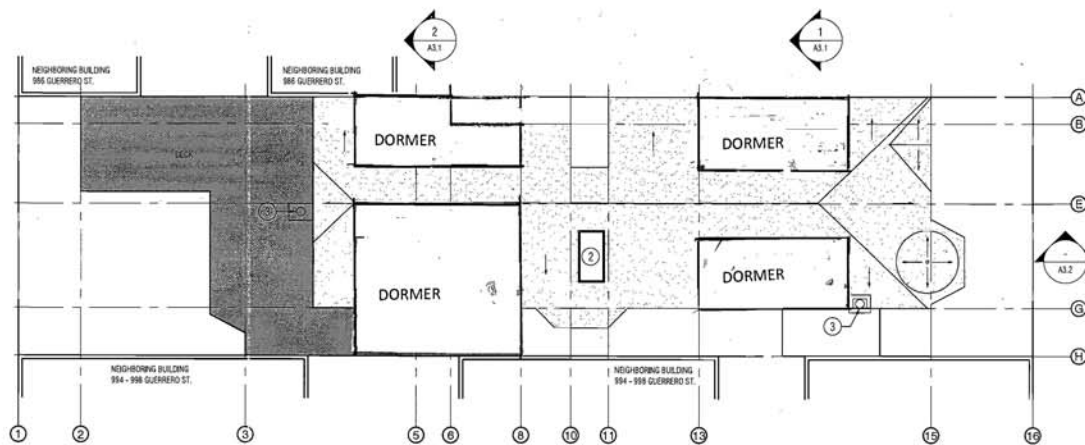 2
A3.1
1
A3.1
NEIGHBORING BUILDING
986 GUERRERO ST.
NEIGHBORING BUILDING
986 GUERRERO ST.
A
B
DORMER
DORMER
DECK
3
E
2
A3.2
DORMER
DORMER
G
3
H
NEIGHBORING BUILDING
994 - 998 GUERRERO ST.
NEIGHBORING BUILDING
994 - 998 GUERRERO ST.
1
2
3
5
6
8
10
11
13
15
16